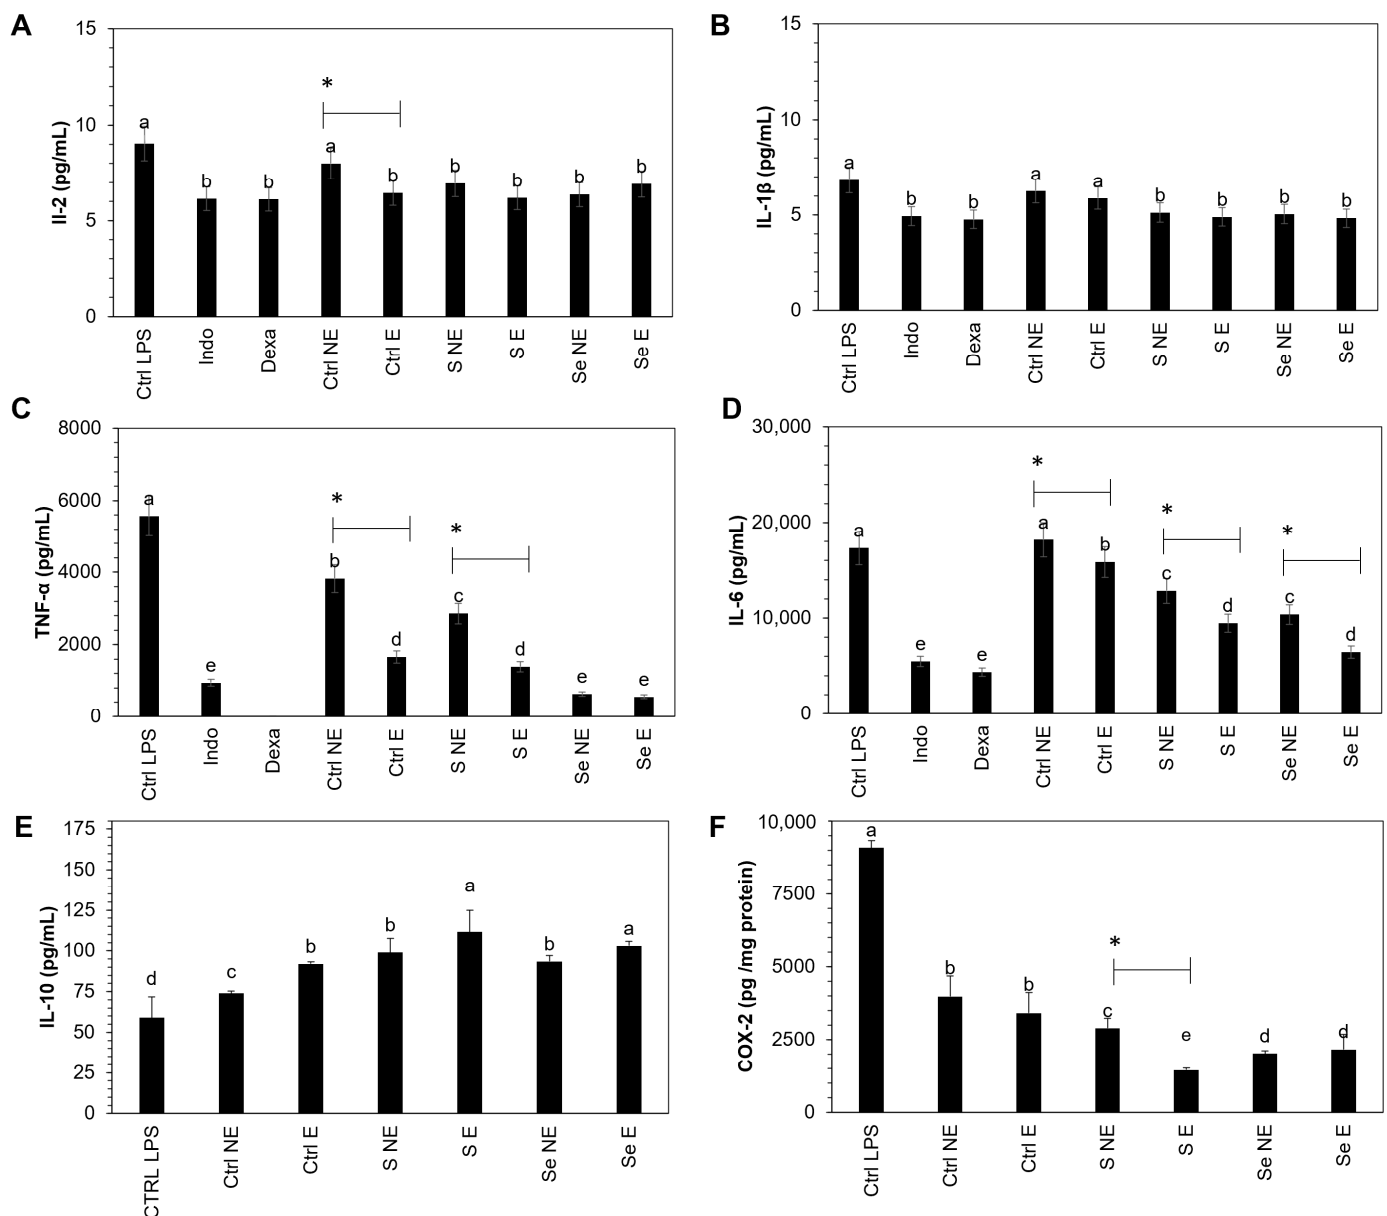 A
15
10
5
0
Il-2 (pg/mL)
*
a
b
b
a
b
b
b
b
b
Ctrl LPS
Indo
Dexa
Ctrl NE
Ctrl E
S NE
S E
Se NE
Se E
B
15
10
5
0
IL-1β (pg/mL)
a
b
b
a
a
b
b
b
b
Ctrl LPS
Indo
Dexa
Ctrl NE
Ctrl E
S NE
S E
Se NE
Se E
C
8000
6000
4000
2000
0
TNF-α (pg/mL)
*
*
a
e
b
d
c
d
e
e
Ctrl LPS
Indo
Dexa
Ctrl NE
Ctrl E
S NE
S E
Se NE
Se E
D
30,000
20,000
10,000
0
IL-6 (pg/mL)
*
*
*
a
e
e
a
b
c
d
c
d
Ctrl LPS
Indo
Dexa
Ctrl NE
Ctrl E
S NE
S E
Se NE
Se E
E
175
150
125
100
75
50
25
0
IL-10 (pg/mL)
d
c
b
b
a
b
a
CTRL LPS
Ctrl NE
Ctrl E
S NE
S E
Se NE
Se E
F
10,000
7500
5000
2500
0
COX-2 (pg /mg protein)
*
a
b
b
c
e
d
d
Ctrl LPS
Ctrl NE
Ctrl E
S NE
S E
Se NE
Se E